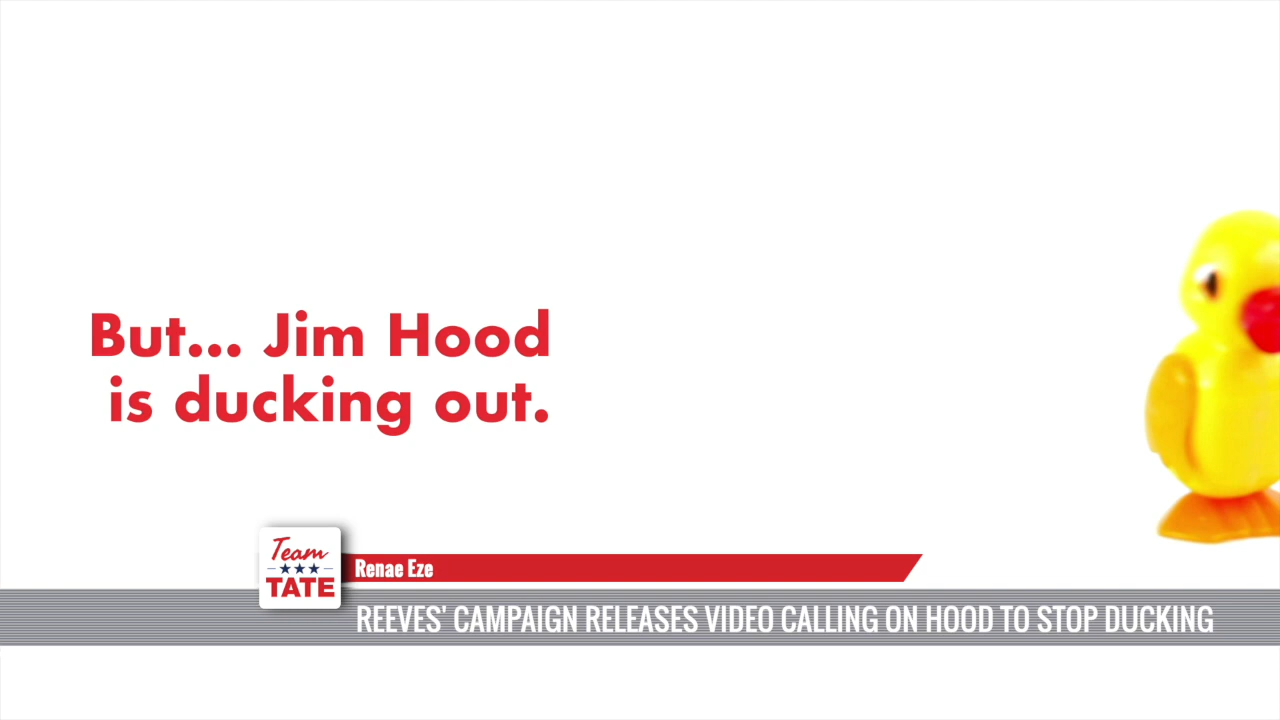 But... Jim Hood
is ducking out.
Team
TATE
Renae Eze
REEVES' CAMPAIGN RELEASES VIDEO CALLING ON HOOD TO STOP DUCKING